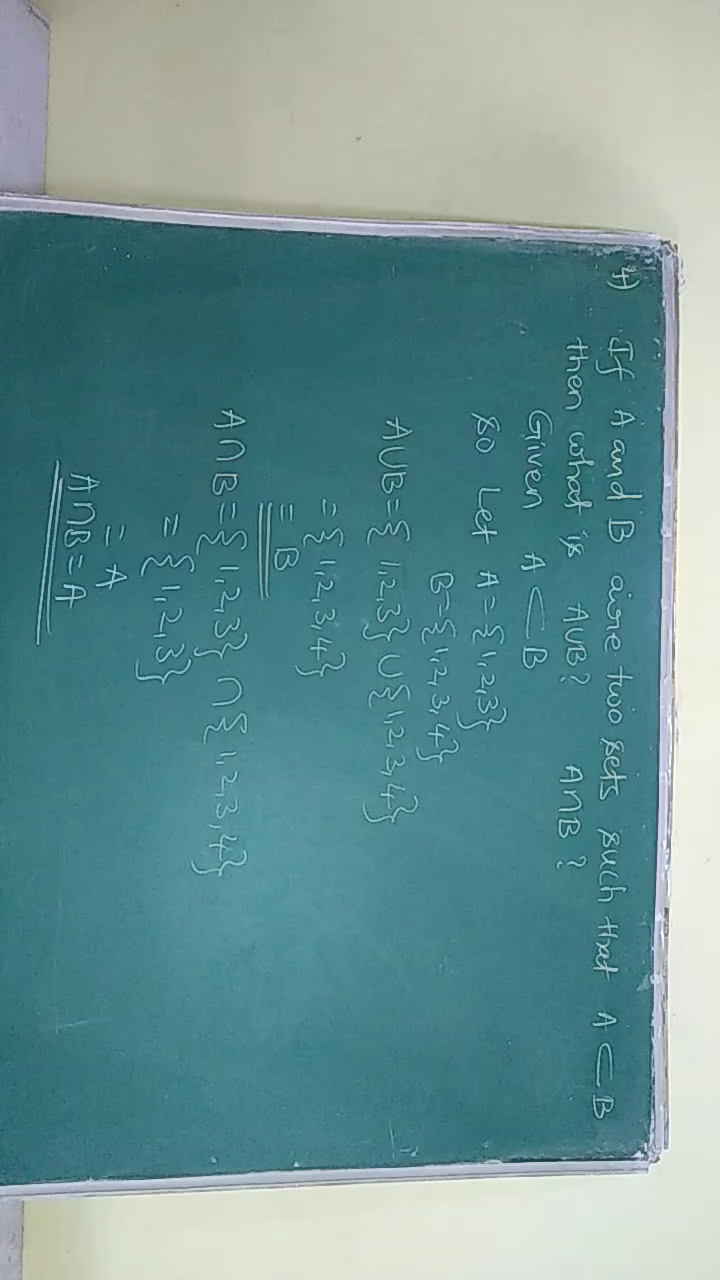 4) If A and B are two sets such that A ⊂ B
then what is A∪B? A∩B?
Given A ⊂ B
so Let A = {1,2,3}
B = {1,2,3,4}
A∪B = {1,2,3} ∪ {1,2,3,4}
= {1,2,3,4}
= B
A∩B = {1,2,3} ∩ {1,2,3,4}
= {1,2,3}
= A
A∩B = A